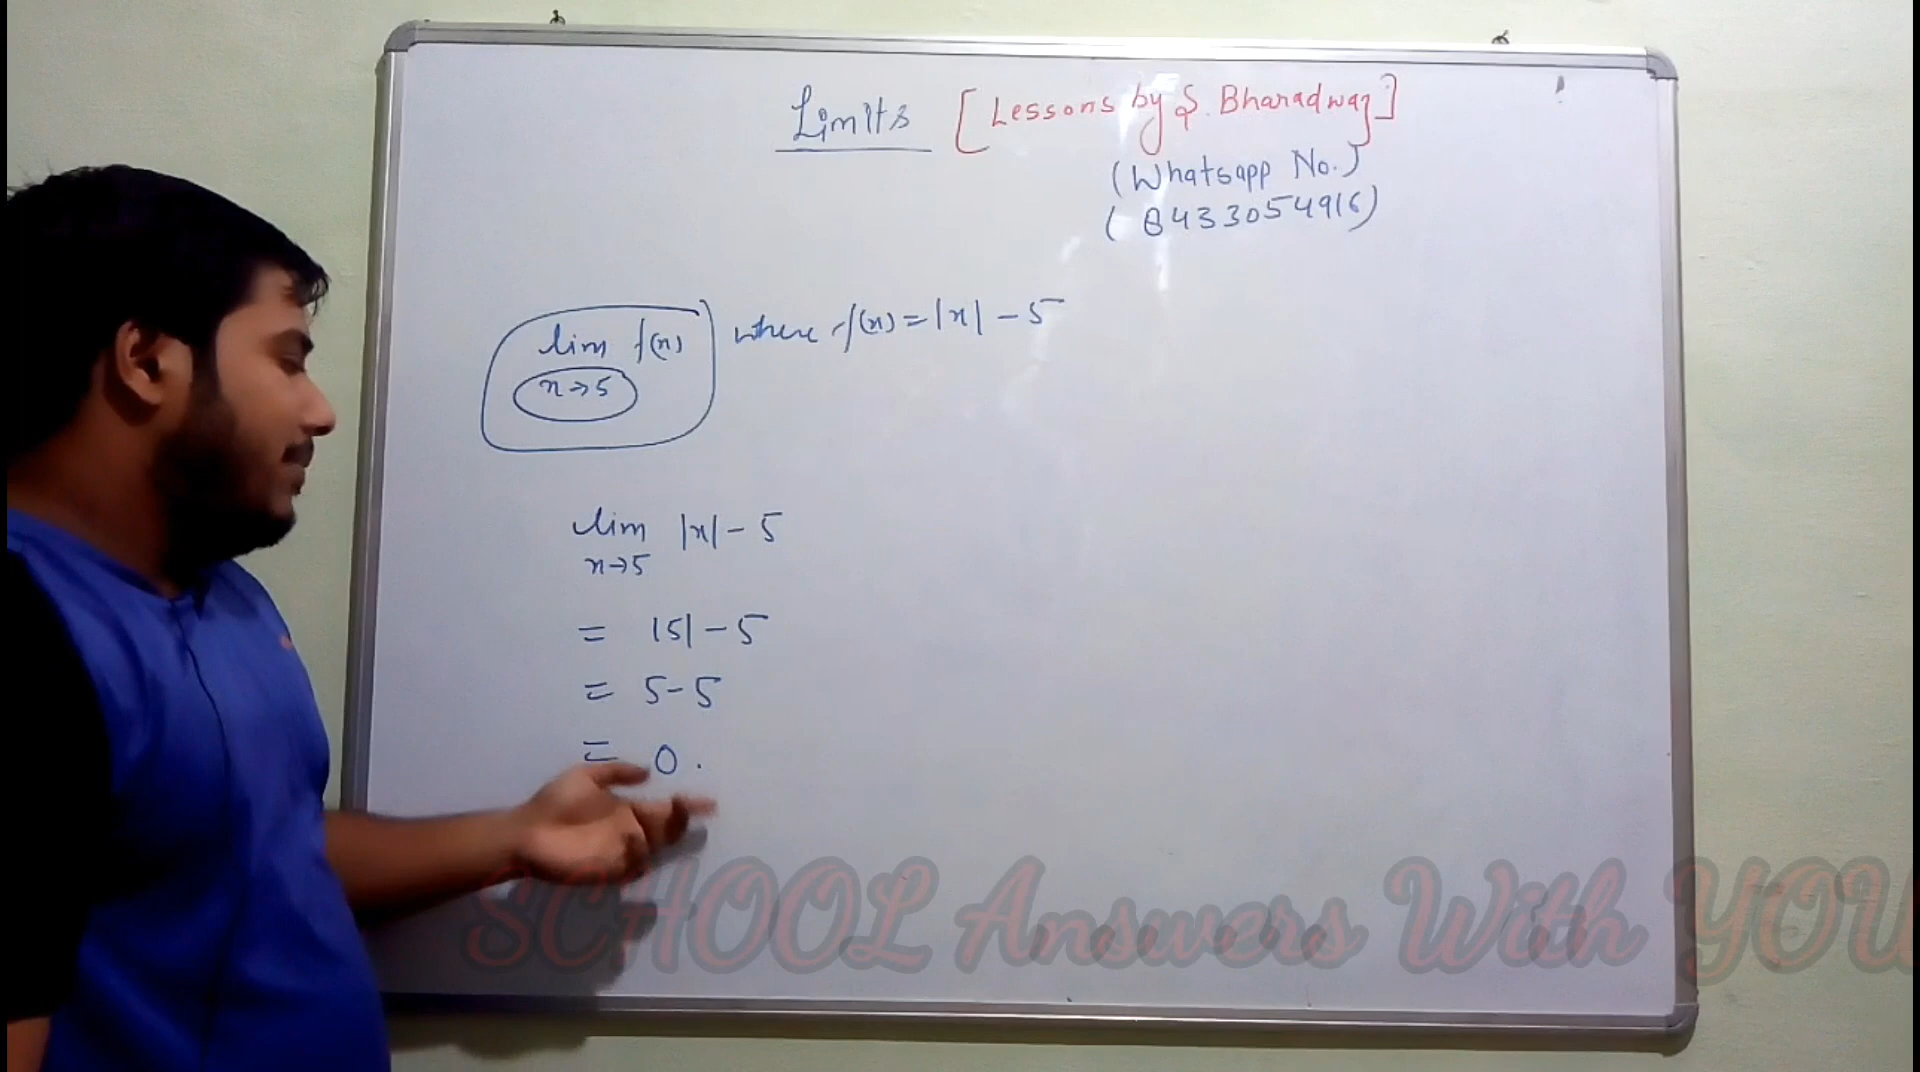 Limits [Lessons by S. Bharadwaj]
(Whatsapp No.)
(8433054916)
lim f(x) where f(x) = |x| - 5
x→5
lim |x| - 5
x→5
= |5| - 5
= 5 - 5
= 0.
SCHOOL Answers With YOU